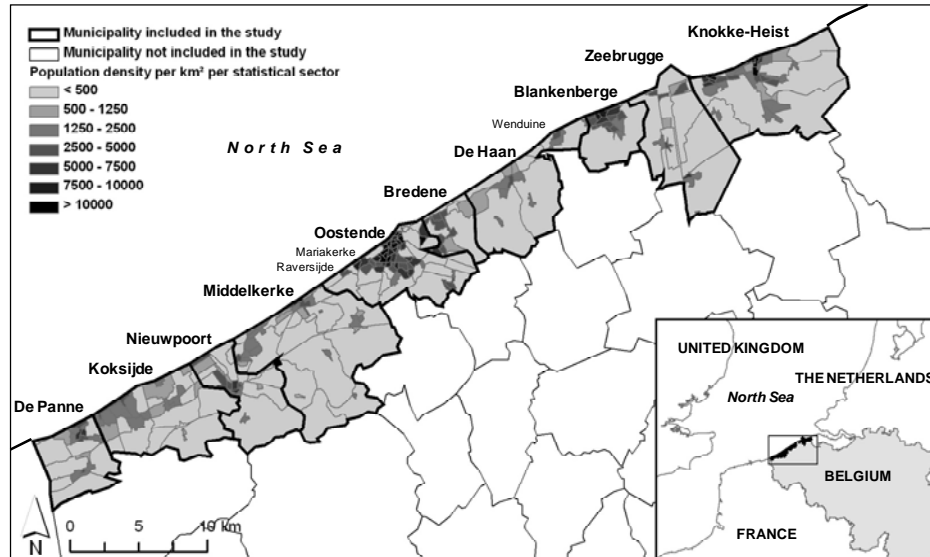 Municipality included in the study
Municipality not included in the study
Population density per km² per statistical sector
< 500
500 - 1250
1250 - 2500
2500 - 5000
5000 - 7500
7500 - 10000
> 10000
North Sea
Knokke-Heist
Zeebrugge
Blankenberge
Wenduine
De Haan
Bredene
Oostende
Mariakerke
Raversijde
Middelkerke
Nieuwpoort
Koksijde
De Panne
N
0 5 10 km
UNITED KINGDOM
THE NETHERLANDS
North Sea
BELGIUM
FRANCE